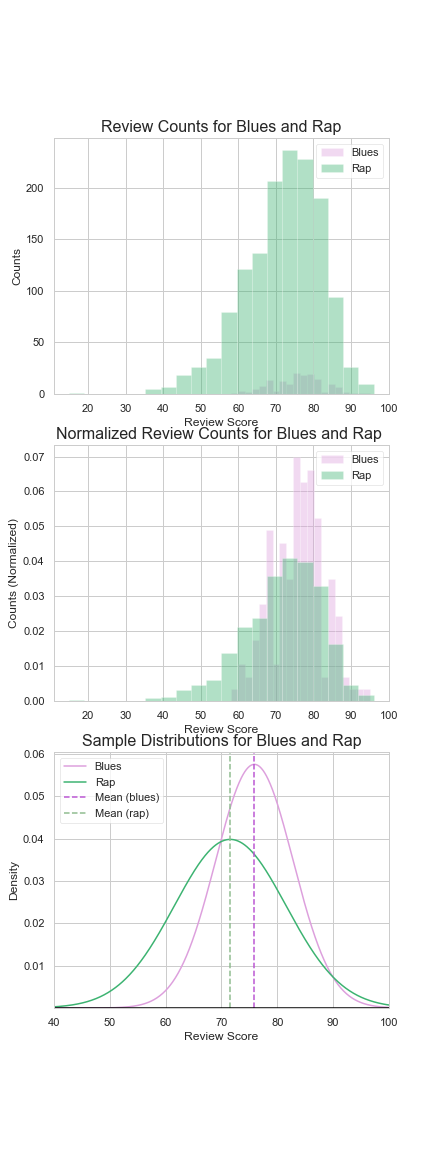 Review Counts for Blues and Rap
Blues
Rap
200
150
100
50
0
Counts
20 30 40 50 60 70 80 90 100
Review Score
Normalized Review Counts for Blues and Rap
Blues
Rap
0.07
0.06
0.05
0.04
0.03
0.02
0.01
0.00
Counts (Normalized)
20 30 40 50 60 70 80 90 100
Review Score
Sample Distributions for Blues and Rap
Blues
Rap
Mean (blues)
Mean (rap)
0.06
0.05
0.04
0.03
0.02
0.01
Density
40 50 60 70 80 90 100
Review Score